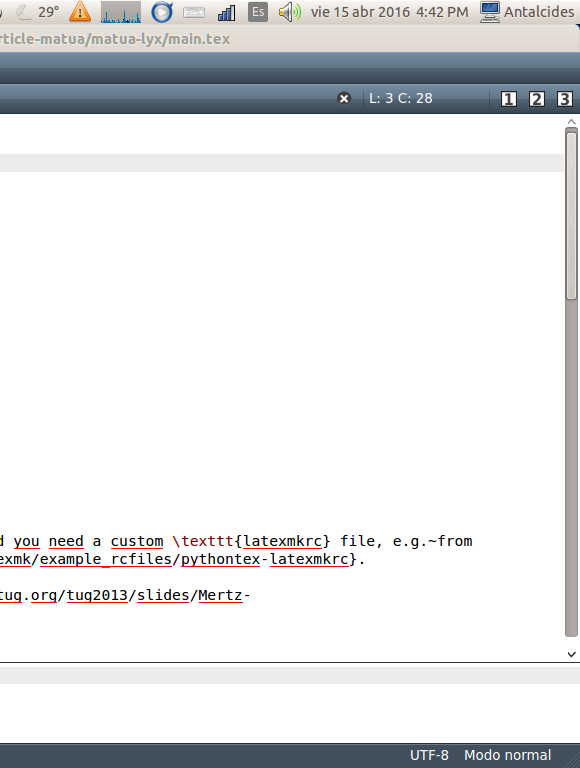 29° Es vie 15 abr 2016 4:42 PM Antalcides
rticle-matua/matua-lyx/main.tex
L: 3 C: 28 1 2 3
d you need a custom \texttt{latexmkrc} file, e.g.~from
exmk/example_rcfiles/pythontex-latexmkrc}.
tug.org/tug2013/slides/Mertz-
UTF-8 Modo normal